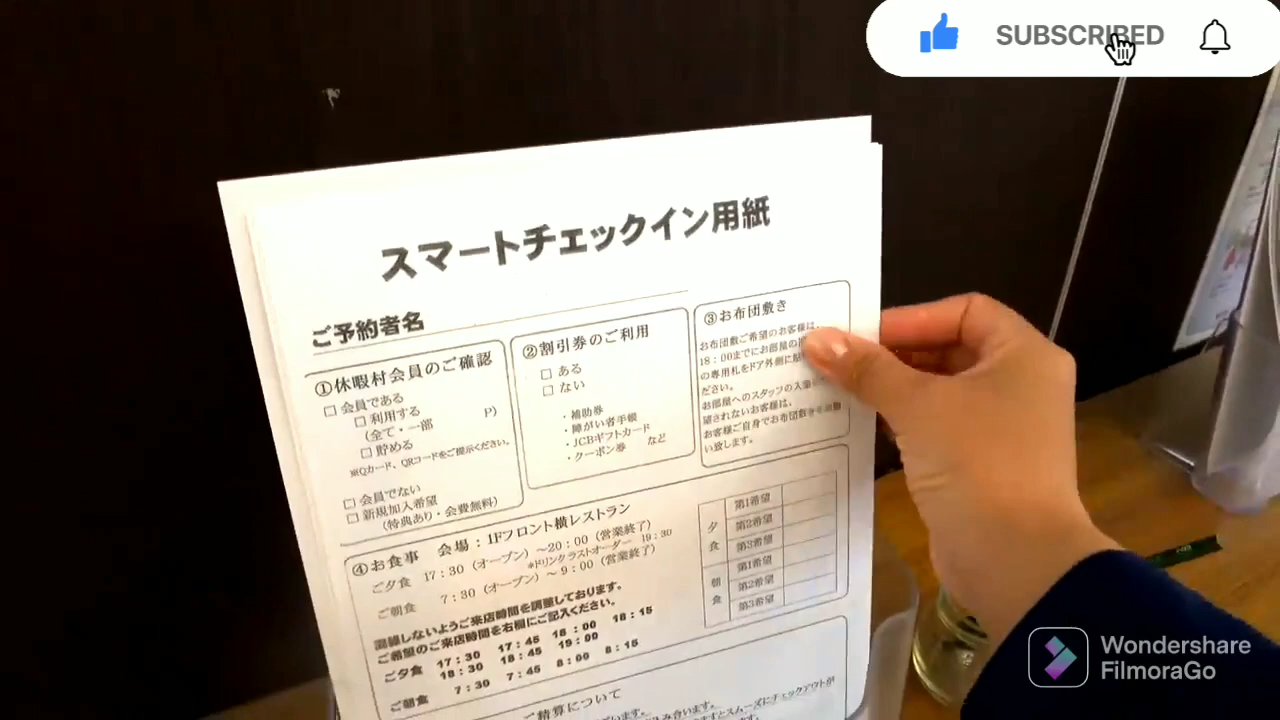 SUBSCRIBED
スマートチェックイン用紙
ご予約者名
①休暇村会員のご確認
□ 会員である
□ 利用する P)
(全て・一部
□ 貯める
※Qカード、QRコードをご提示ください。
□ 会員でない
□ 新規加入希望
(特典あり・会費無料)
②割引券のご利用
□ ある
□ ない
・補助券
・障がい者手帳
・JCBギフトカード
・クーポン券 など
③お布団敷き
お布団敷ご希望のお客様は、
18:00までにお部屋の
の専用札をドア外側に
ださい。
お部屋へのスタッフの入室
望されないお客様は、
お客様ご自身でお布団敷きを
い致します。
④お食事 会場:1Fフロント横レストラン
ご夕食 17:30(オープン)~20:00(営業終了)
※ドリンクラストオーダー 19:30
ご朝食 7:30(オープン)~9:00(営業終了)
混雑しないようご来店時間を調整しております。
ご希望のご来店時間を右欄にご記入ください。
ご夕食 17:30 17:45 18:00 18:15
18:30 18:45 19:00
ご朝食 7:30 7:45 8:00 8:15
夕食
第1希望
第2希望
第3希望
朝食
第1希望
第2希望
第3希望
ご精算について
Wondershare
FilmoraGo